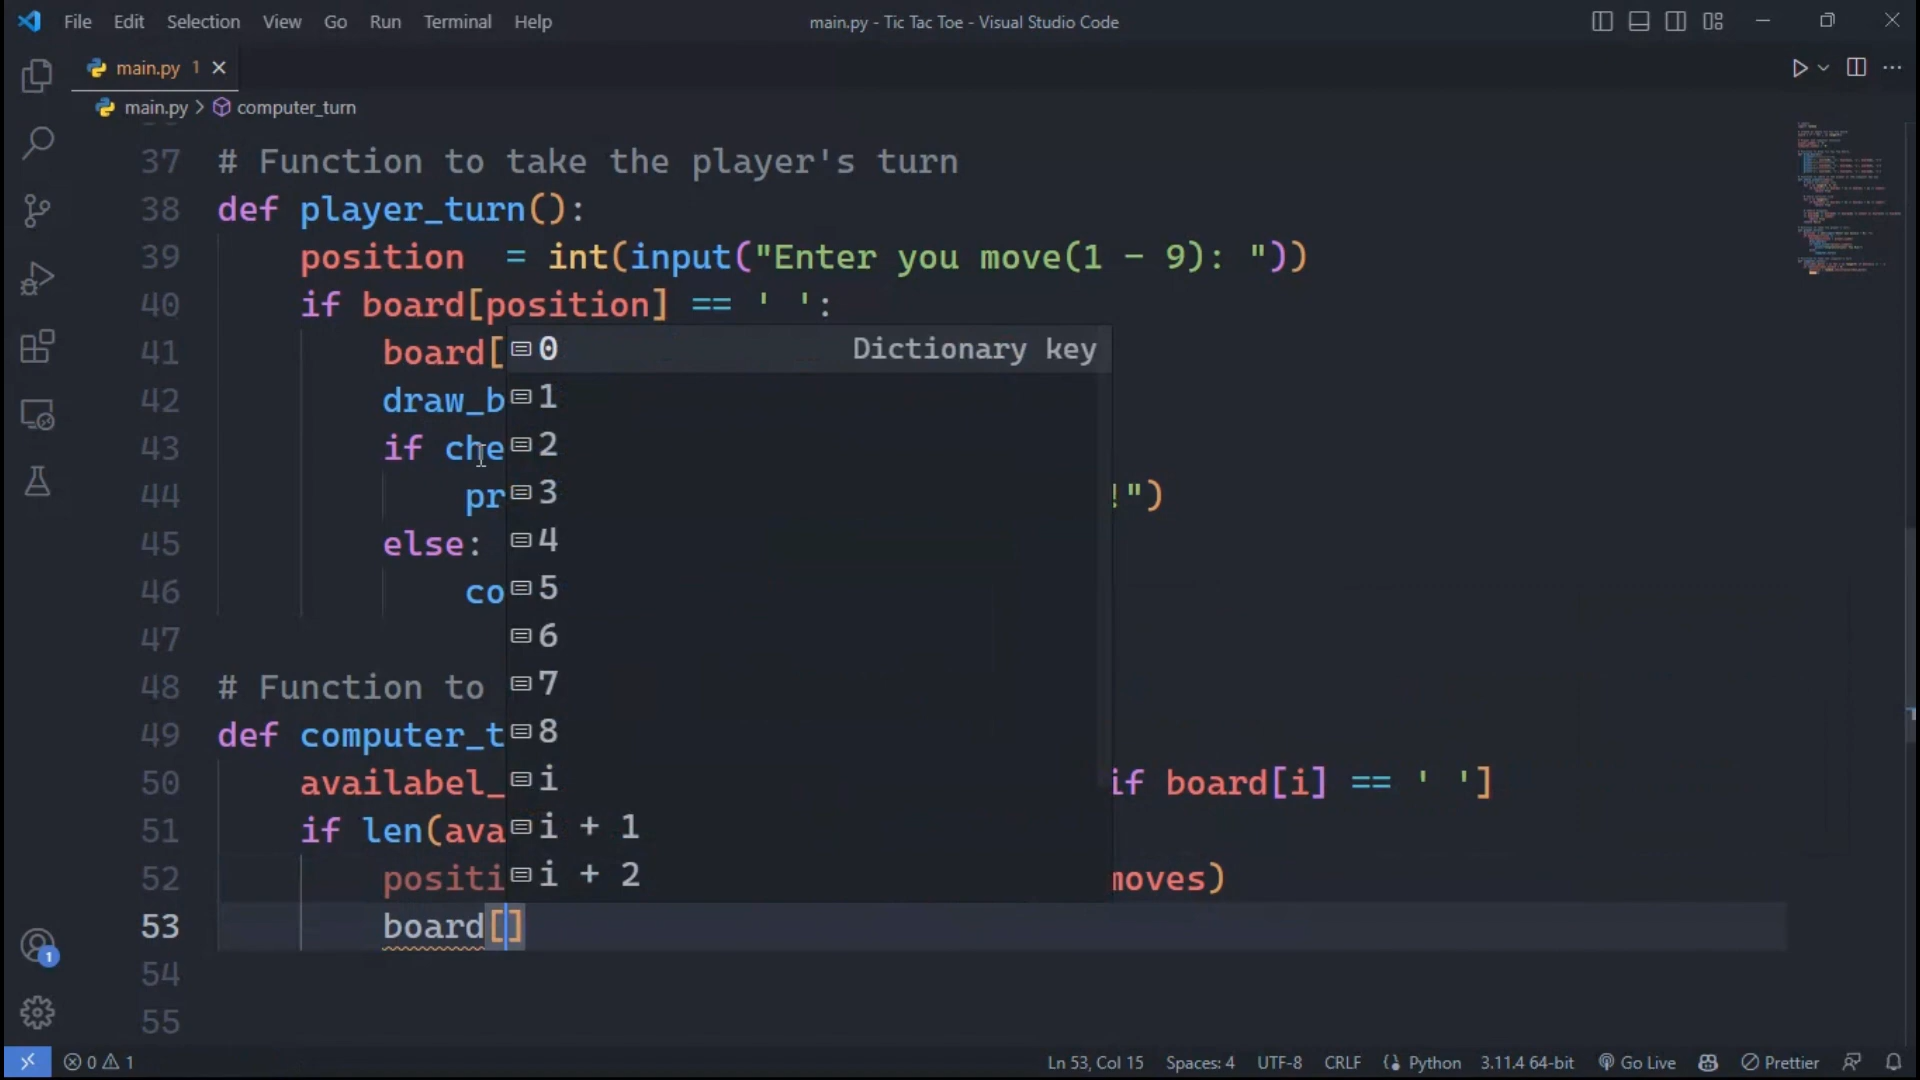 File Edit Selection View Go Run Terminal Help
main.py - Tic Tac Toe - Visual Studio Code
main.py 1
main.py > computer_turn
37 # Function to take the player's turn
38 def player_turn():
39 position  = int(input("Enter you move(1 - 9): "))
40 if board[position] == ' ':
41 board[
42 draw_b
43 if che
44 pr !")
45 else:
46 co
47
48 # Function to
49 def computer_t
50 availabel_ if board[i] == ' ']
51 if len(ava
52 positi moves)
53 board[]
54
55
0 Dictionary key
1
2
3
4
5
6
7
8
i
i + 1
i + 2
1
0 1
Ln 53, Col 15 Spaces: 4 UTF-8 CRLF Python 3.11.4 64-bit Go Live Prettier